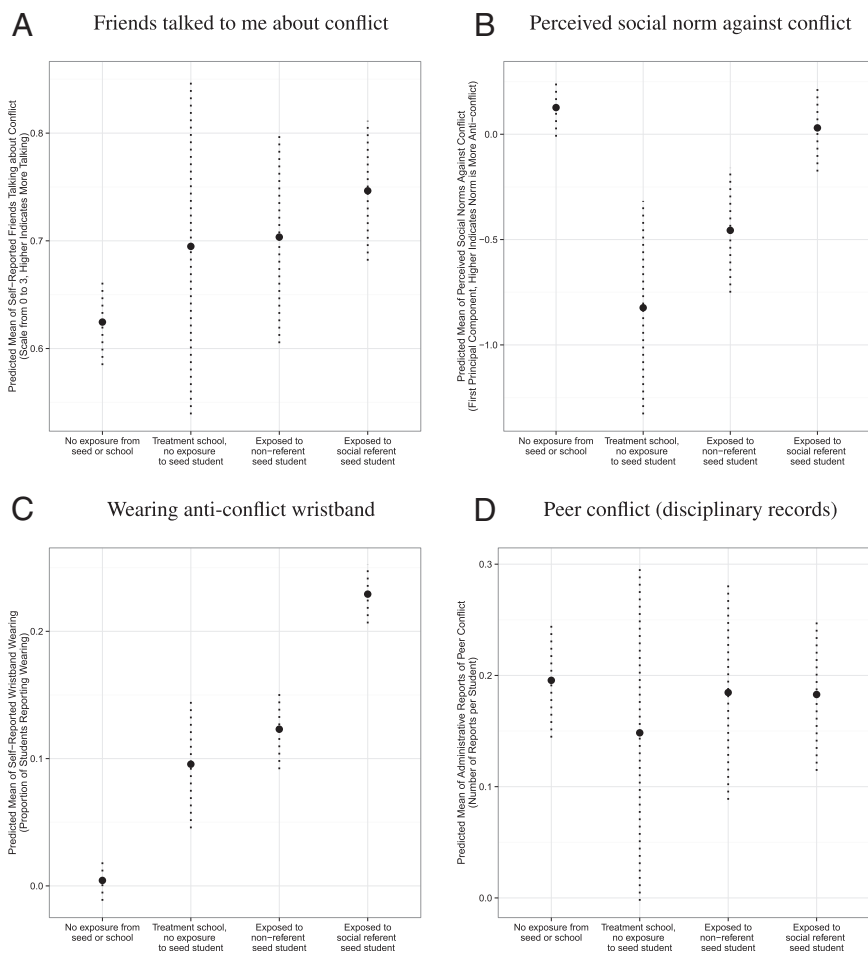 A Friends talked to me about conflict
Predicted Mean of Self-Reported Friends Talking about Conflict
(Scale from 0 to 3, Higher Indicates More Talking)
0.8
0.7
0.6
No exposure from
seed or school
Treatment school,
no exposure
to seed student
Exposed to
non-referent
seed student
Exposed to
social referent
seed student
B Perceived social norm against conflict
Predicted Mean of Perceived Social Norms Against Conflict
(First Principal Component, Higher Indicates Norm is More Anti-conflict)
0.0
−0.5
−1.0
No exposure from
seed or school
Treatment school,
no exposure
to seed student
Exposed to
non-referent
seed student
Exposed to
social referent
seed student
C Wearing anti-conflict wristband
Predicted Mean of Self-Reported Wristband Wearing
(Proportion of Students Reporting Wearing)
0.2
0.1
0.0
No exposure from
seed or school
Treatment school,
no exposure
to seed student
Exposed to
non-referent
seed student
Exposed to
social referent
seed student
D Peer conflict (disciplinary records)
Predicted Mean of Administrative Reports of Peer Conflict
(Number of Reports per Student)
0.3
0.2
0.1
0.0
No exposure from
seed or school
Treatment school,
no exposure
to seed student
Exposed to
non-referent
seed student
Exposed to
social referent
seed student